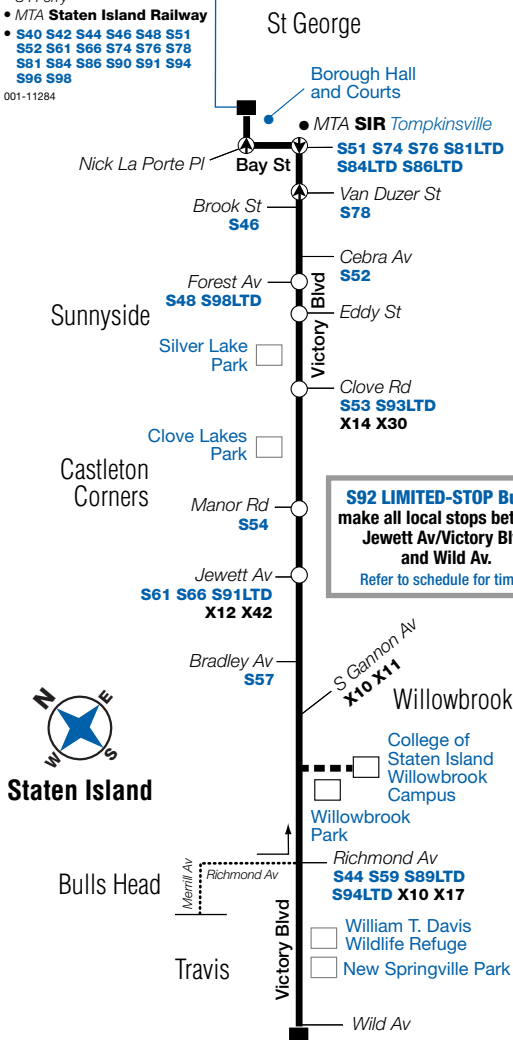 • MTA Staten Island Railway
• S40 S42 S44 S46 S48 S51
S52 S61 S66 S74 S76 S78
S81 S84 S86 S90 S91 S94
S96 S98
001-11284
St George
Borough Hall
and Courts
• MTA SIR Tompkinsville
S51 S74 S76 S81LTD
S84LTD S86LTD
Nick La Porte Pl
Bay St
Van Duzer St
S78
Brook St
S46
Cebra Av
S52
Forest Av
S48 S98LTD
Victory Blvd
Eddy St
Sunnyside
Silver Lake
Park
Clove Rd
S53 S93LTD
X14 X30
Clove Lakes
Park
Castleton
Corners
Manor Rd
S54
S92 LIMITED-STOP
make all local stops
Jewett Av/Victory
and Wild Av.
Refer to schedule for
Jewett Av
S61 S66 S91LTD
X12 X42
Bradley Av
S57
S Gannon Av
X10 X11
Willowbrook
N
E
W
S
Staten Island
College of
Staten Island
Willowbrook
Campus
Willowbrook
Park
Richmond Av
S44 S59 S89LTD
S94LTD X10 X17
Merrill Av
Richmond Av
Bulls Head
Victory Blvd
William T. Davis
Wildlife Refuge
New Springville Park
Travis
Wild Av